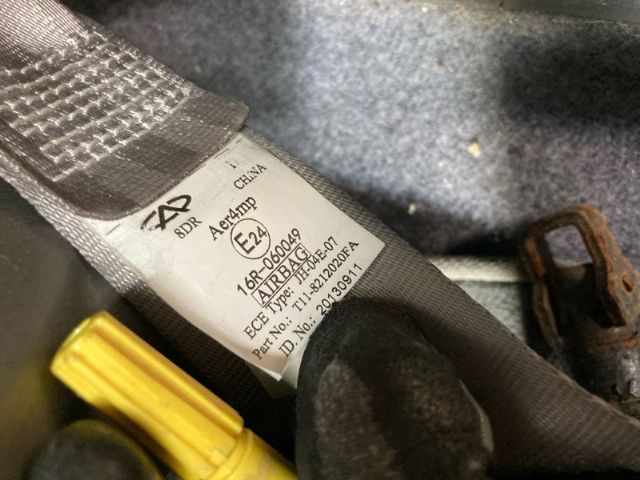 CHINA
8DR
Aer4mp
E24
16R-060049
AIRBAG
ECE Type: JH-04E-07
Part No.: T11-8212020FA
ID. No.: 20130911